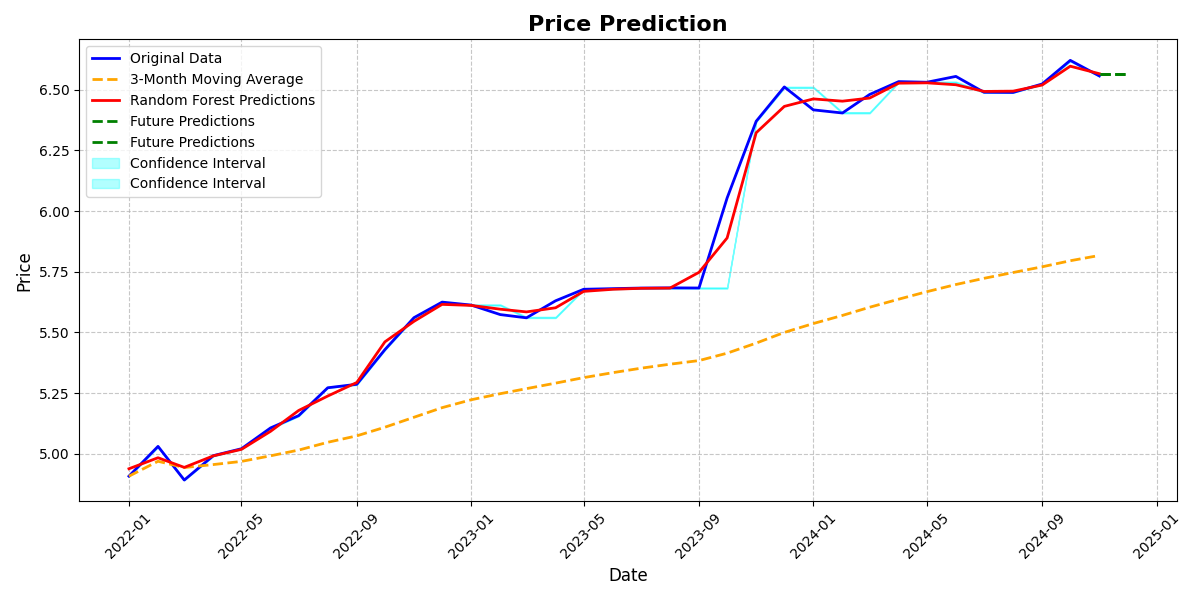 Price Prediction
Original Data
3-Month Moving Average
Random Forest Predictions
Future Predictions
Future Predictions
Confidence Interval
Confidence Interval
Price
6.50
6.25
6.00
5.75
5.50
5.25
5.00
2022-01
2022-05
2022-09
2023-01
2023-05
2023-09
2024-01
2024-05
2024-09
2025-01
Date